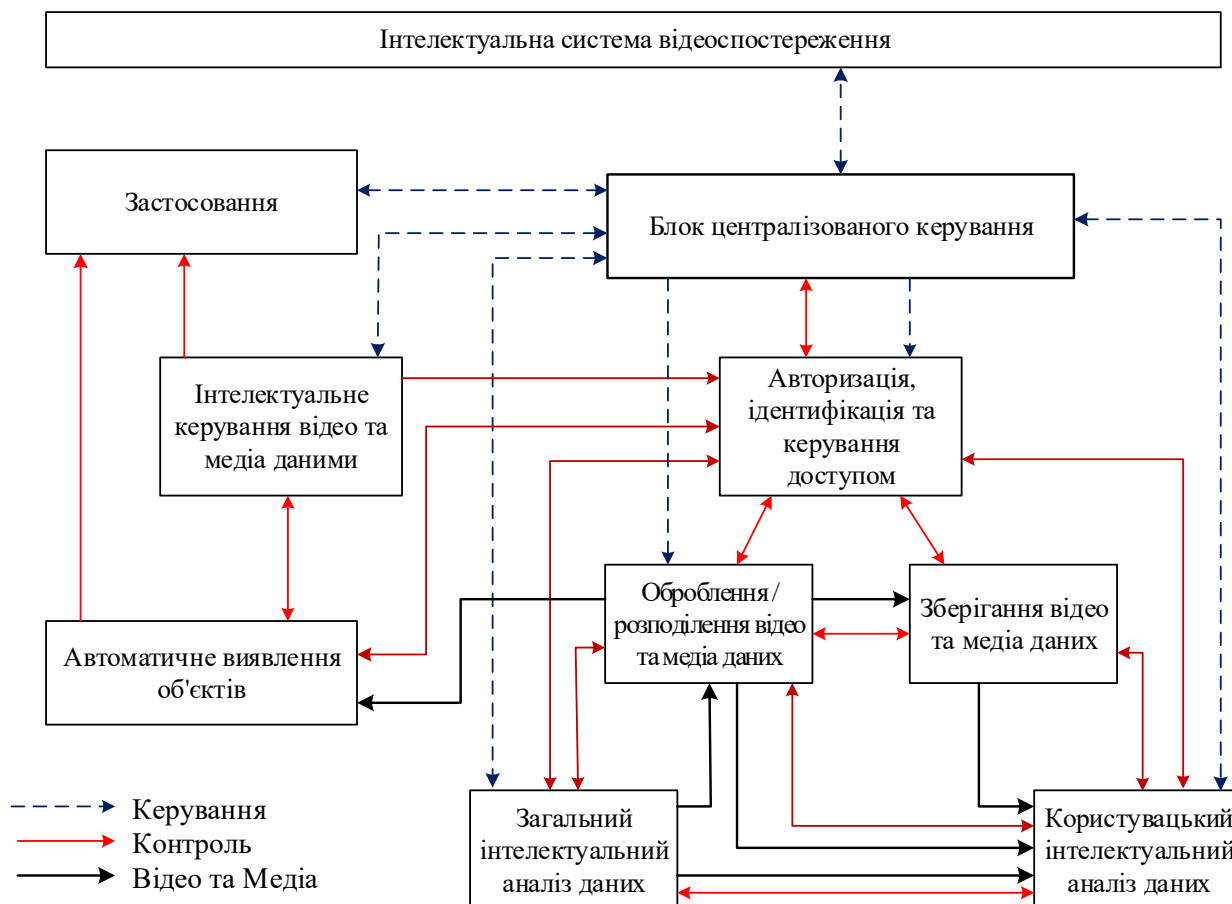 Інтелектуальна система відеоспостереження
Застосовання
Блок централізованого керування
Інтелектуальне
керування відео та
медіа даними
Авторизація,
ідентифікація та
керування
доступом
Автоматичне виявлення
об'єктів
Оброблення /
розподілення відео
та медіа даних
Зберігання відео
та медіа даних
Загальний
інтелектуальний
аналіз даних
Користувацький
інтелектуальний
аналіз даних
Керування
Контроль
Відео та Медіа